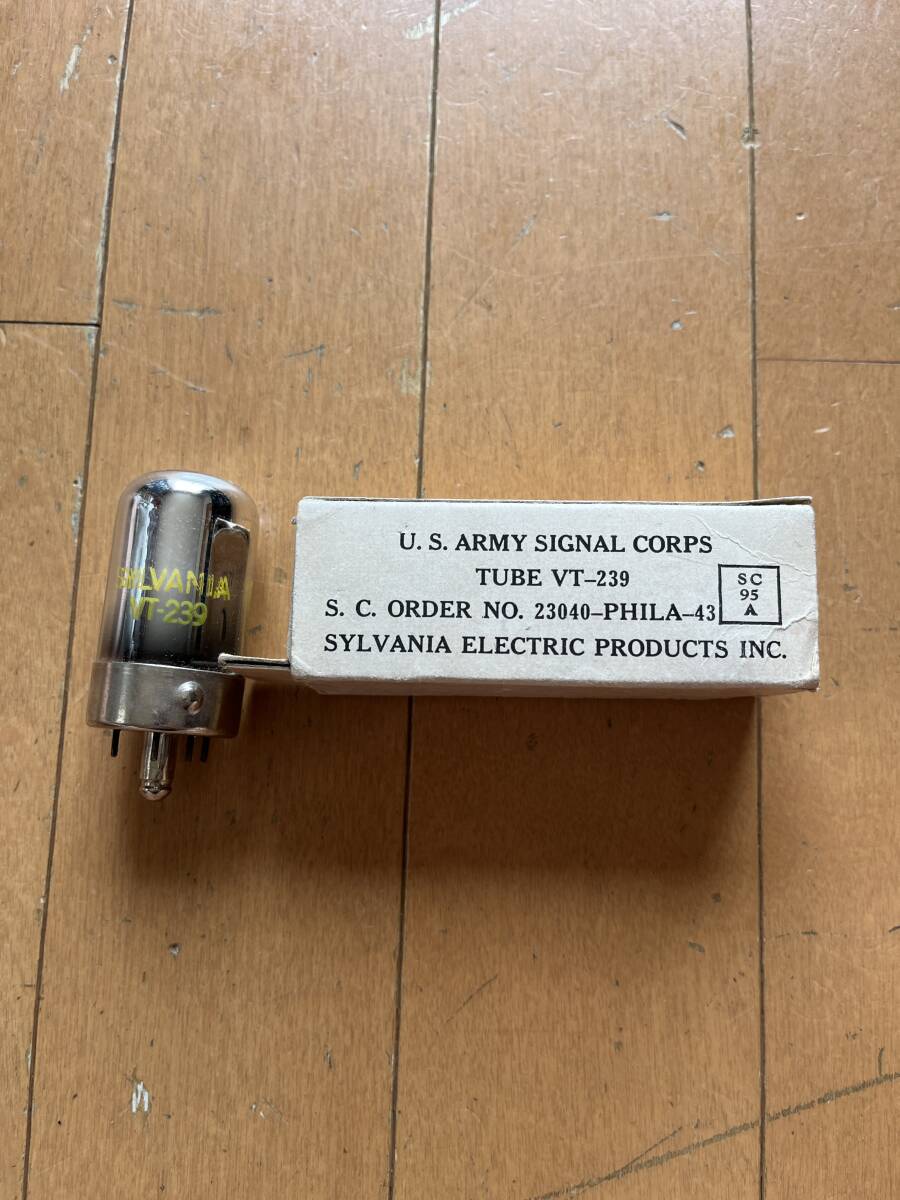 SYLVANIA
VT-239
U. S. ARMY SIGNAL CORPS
TUBE VT-239
S. C. ORDER NO. 23040-PHILA-43
SYLVANIA ELECTRIC PRODUCTS INC.
SC
95
A